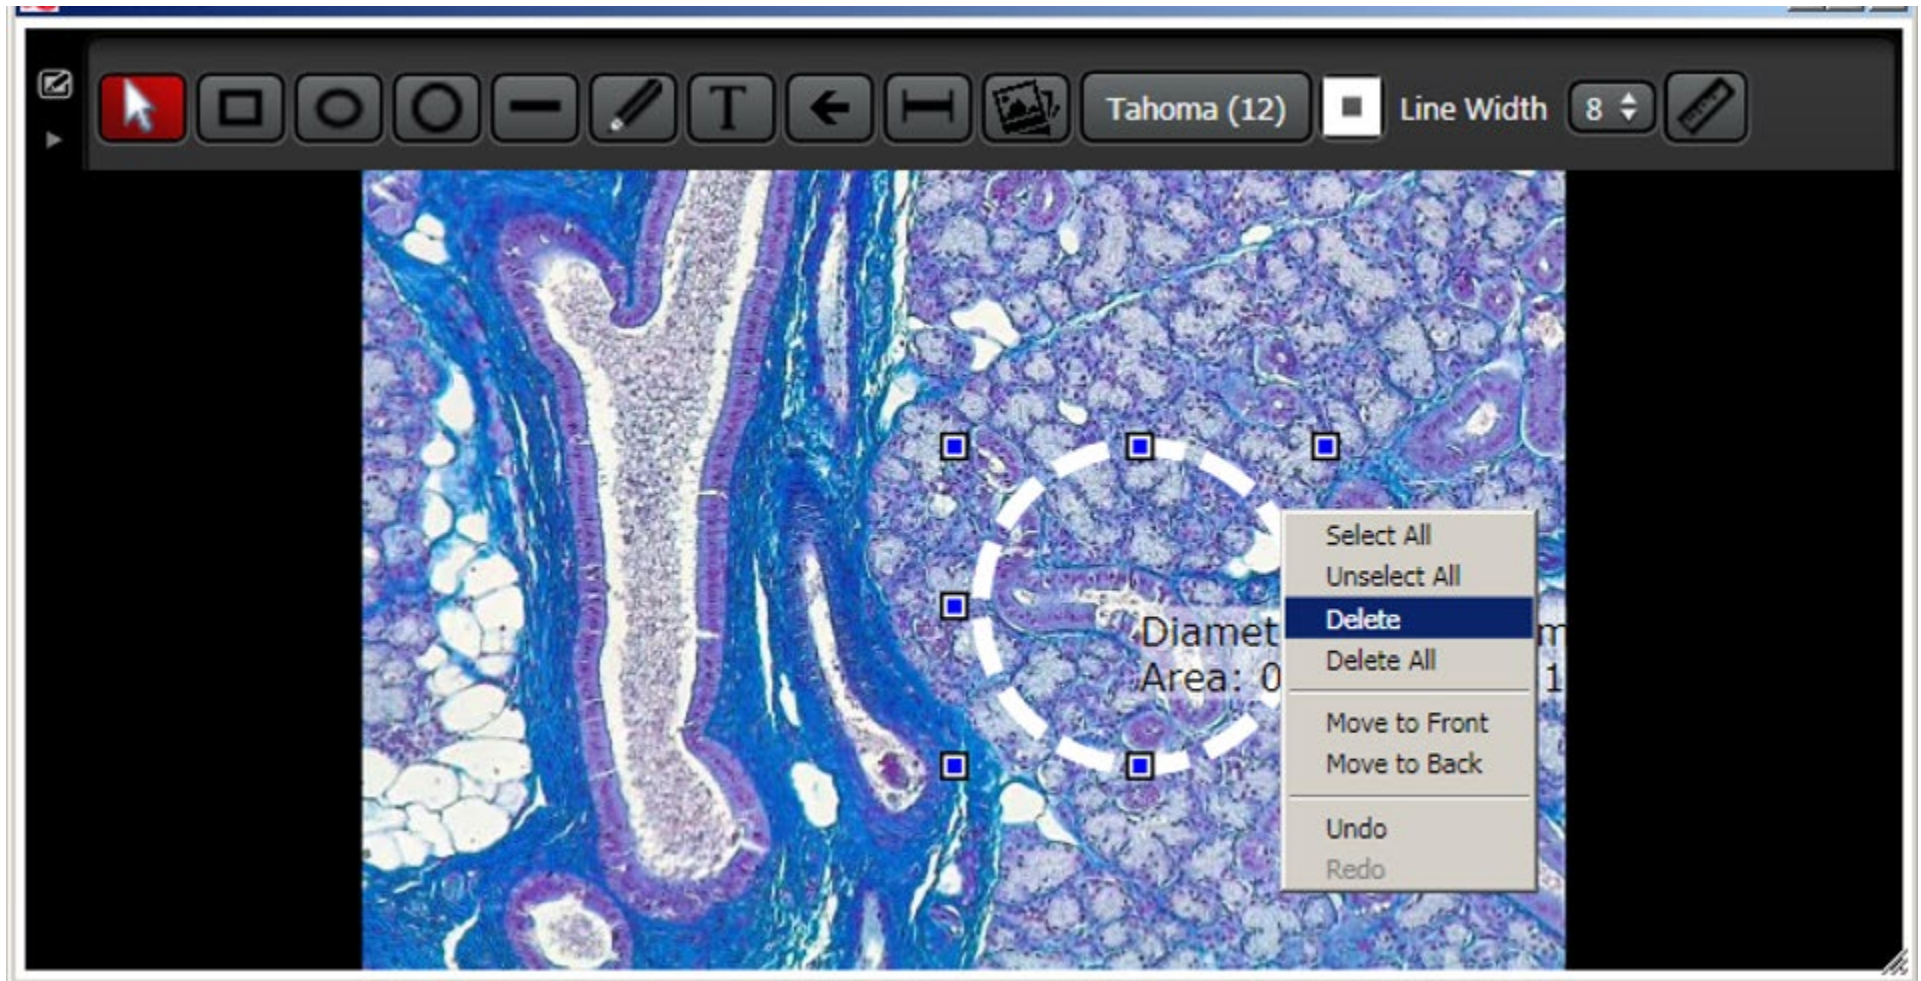 T Tahoma (12) Line Width 8
Select All
Unselect All
Delete
Delete All
Move to Front
Move to Back
Undo
Redo
Diamet m
Area: 0 1